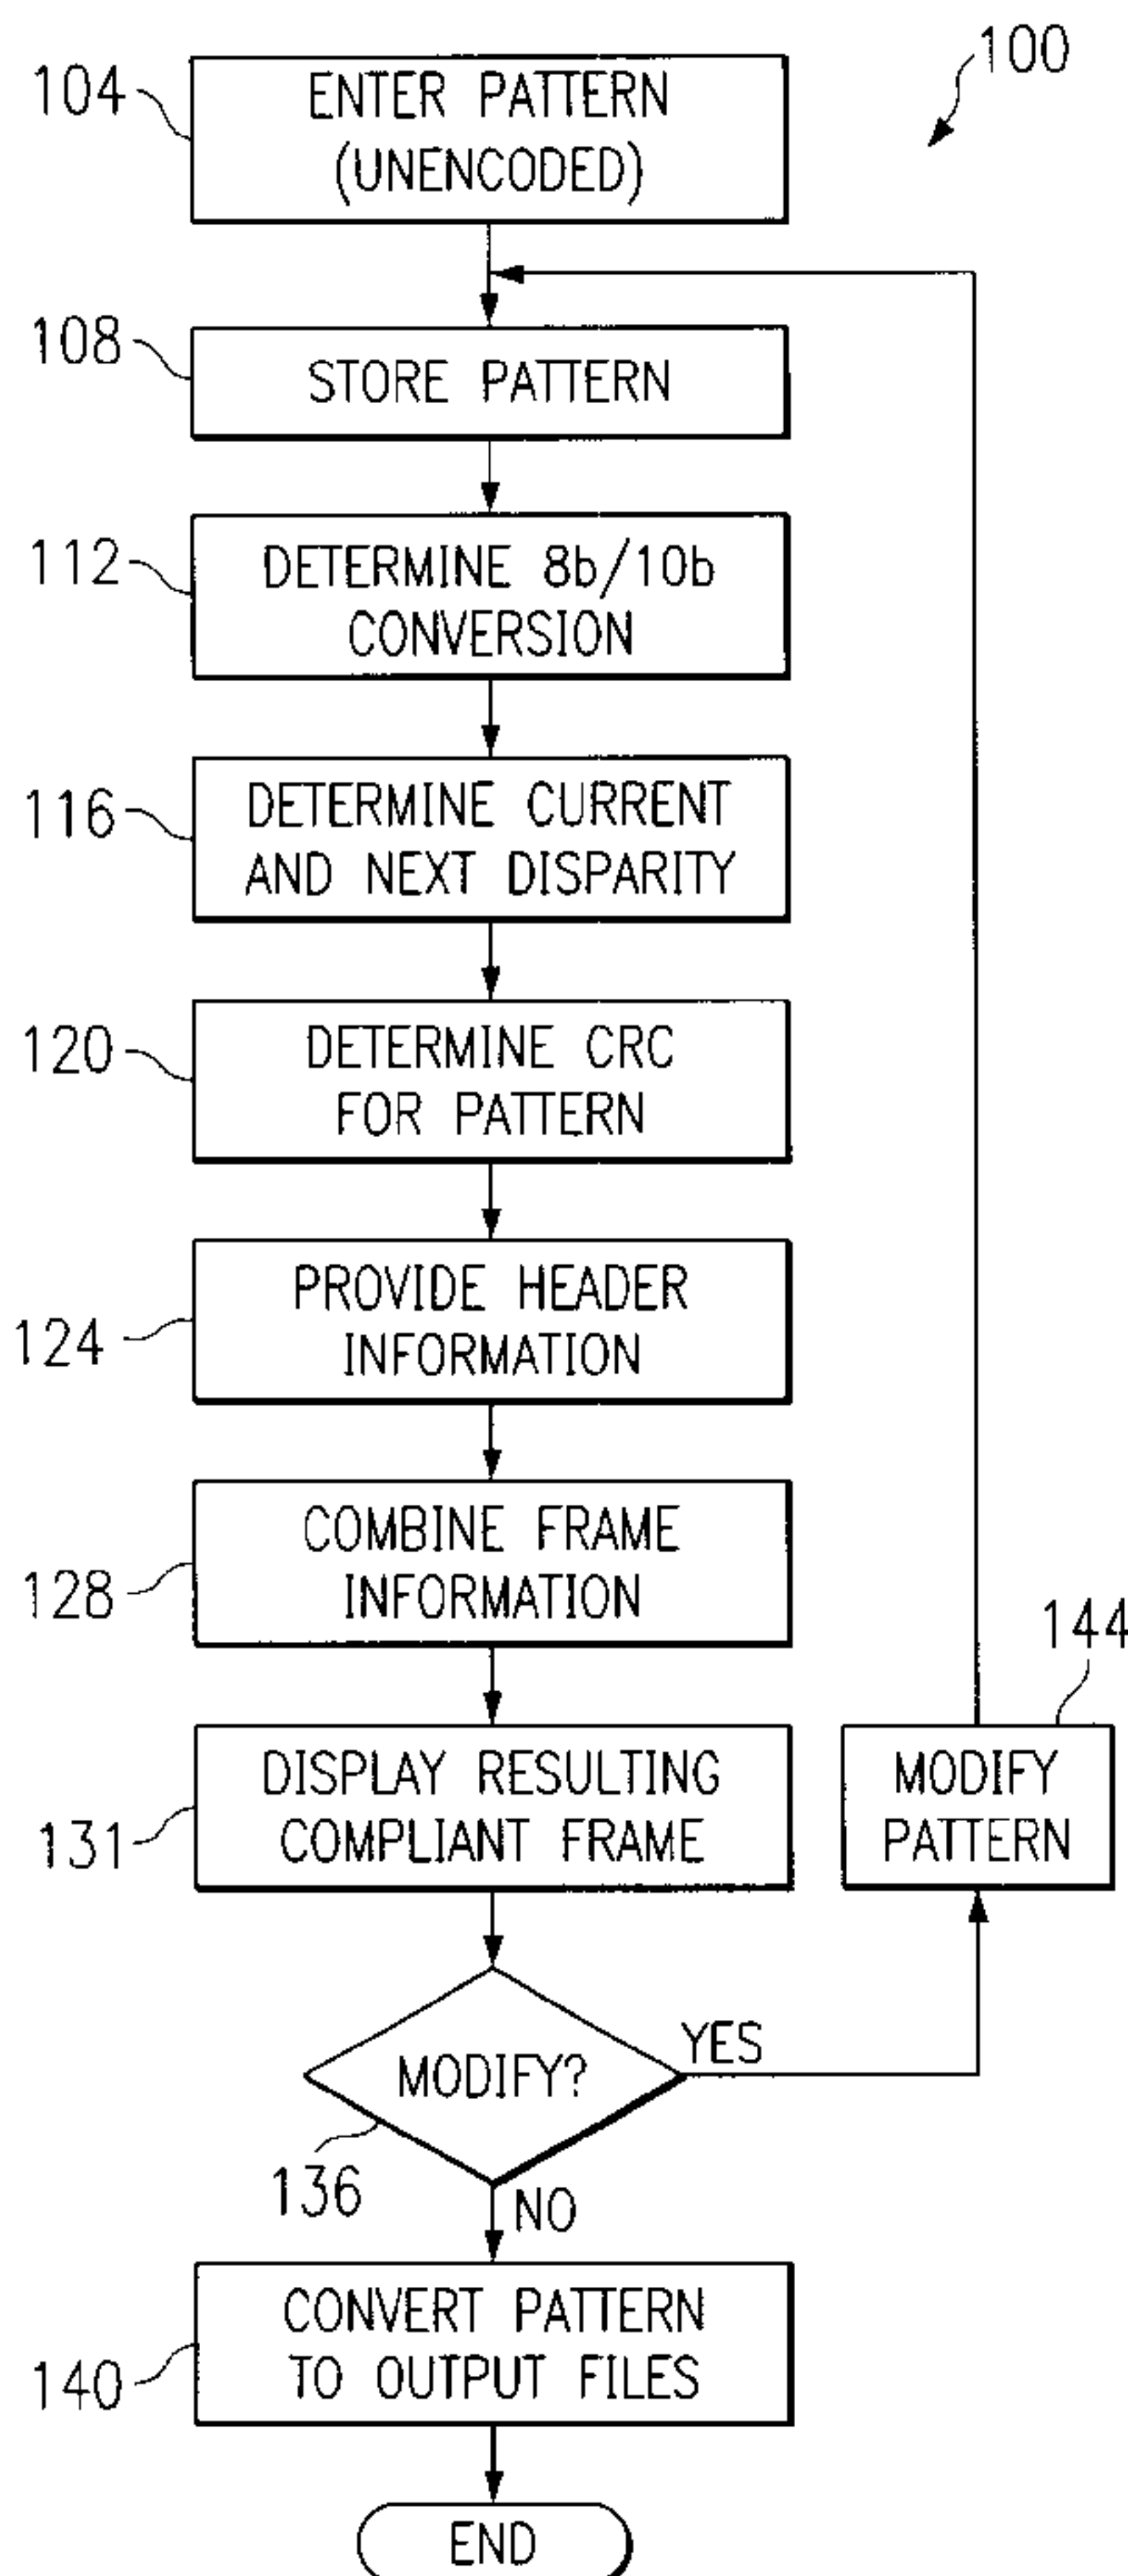 100
104
ENTER PATTERN
(UNENCODED)
108
STORE PATTERN
112
DETERMINE 8b/10b
CONVERSION
116
DETERMINE CURRENT
AND NEXT DISPARITY
120
DETERMINE CRC
FOR PATTERN
124
PROVIDE HEADER
INFORMATION
128
COMBINE FRAME
INFORMATION
144
131
DISPLAY RESULTING
COMPLIANT FRAME
MODIFY
PATTERN
MODIFY?
YES
136
NO
140
CONVERT PATTERN
TO OUTPUT FILES
END